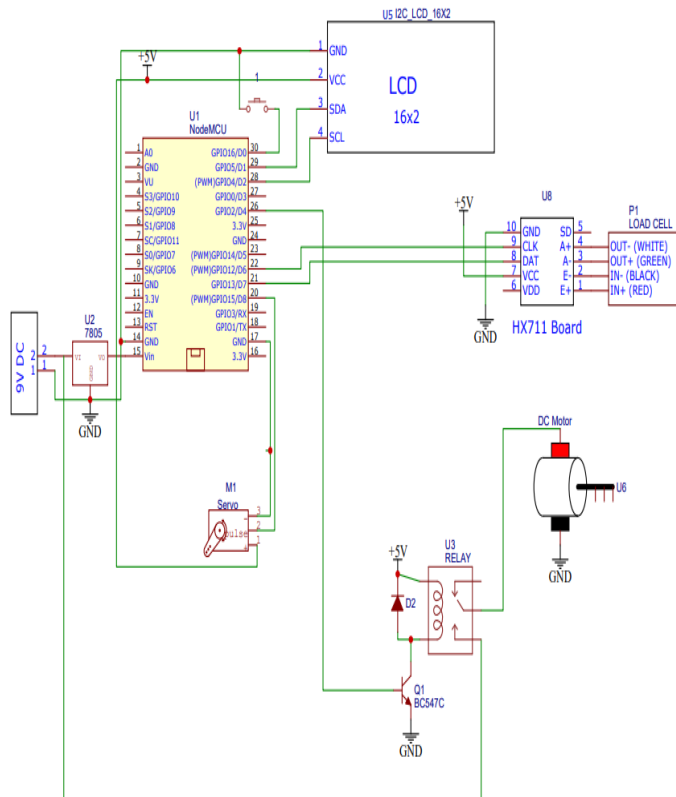 U5 I2C_LCD_16X2
1 GND
2 VCC
3 SDA
4 SCL
LCD
16x2
+5V
1
U1
NodeMCU
1 A0
2 GND
3 VU
4 S3/GPIO10
5 S2/GPIO9
6 S1/GPIO8
7 SC/GPIO11
8 S0/GPIO7
9 SK/GPIO6
10 GND
11 3.3V
12 EN
13 RST
14 GND
15 Vin
GPIO16/D0 30
GPIO5/D1 29
(PWM)GPIO4/D2 28
GPIO0/D3 27
GPIO2/D4 26
3.3V 25
GND 24
(PWM)GPIO14/D5 23
(PWM)GPIO12/D6 22
GPIO13/D7 21
(PWM)GPIO15/D8 20
GPIO3/RX 19
GPIO1/TX 18
GND 17
3.3V 16
U8
+5V
10 GND
9 CLK
8 DAT
7 VCC
6 VDD
SD 5
A+ 4
A- 3
E- 2
E+ 1
HX711 Board
GND
P1
LOAD CELL
OUT- (WHITE)
OUT+ (GREEN)
IN- (BLACK)
IN+ (RED)
9V DC
2 2
1 1
U2
7805
VI
VO
GND
GND
M1
Servo
pulse
3 -
2
1 +
DC Motor
U6
GND
+5V
U3
RELAY
D2
Q1
BC547C
GND